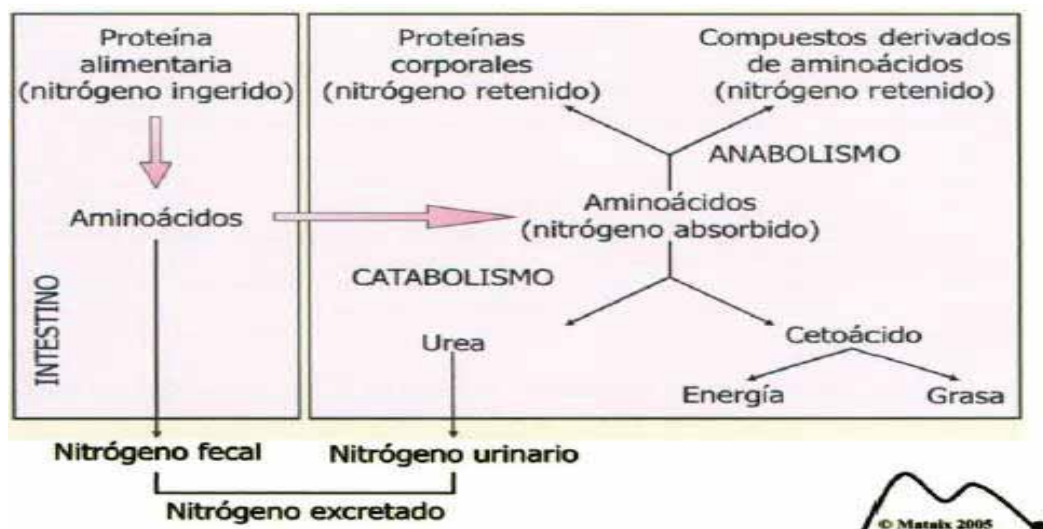 Proteína
alimentaria
(nitrógeno ingerido)
Aminoácidos
INTESTINO
Proteínas
corporales
(nitrógeno retenido)
Compuestos derivados
de aminoácidos
(nitrógeno retenido)
ANABOLISMO
Aminoácidos
(nitrógeno absorbido)
CATABOLISMO
Urea
Cetoácido
Energía
Grasa
Nitrógeno fecal
Nitrógeno urinario
Nitrógeno excretado
© Mataix 2005